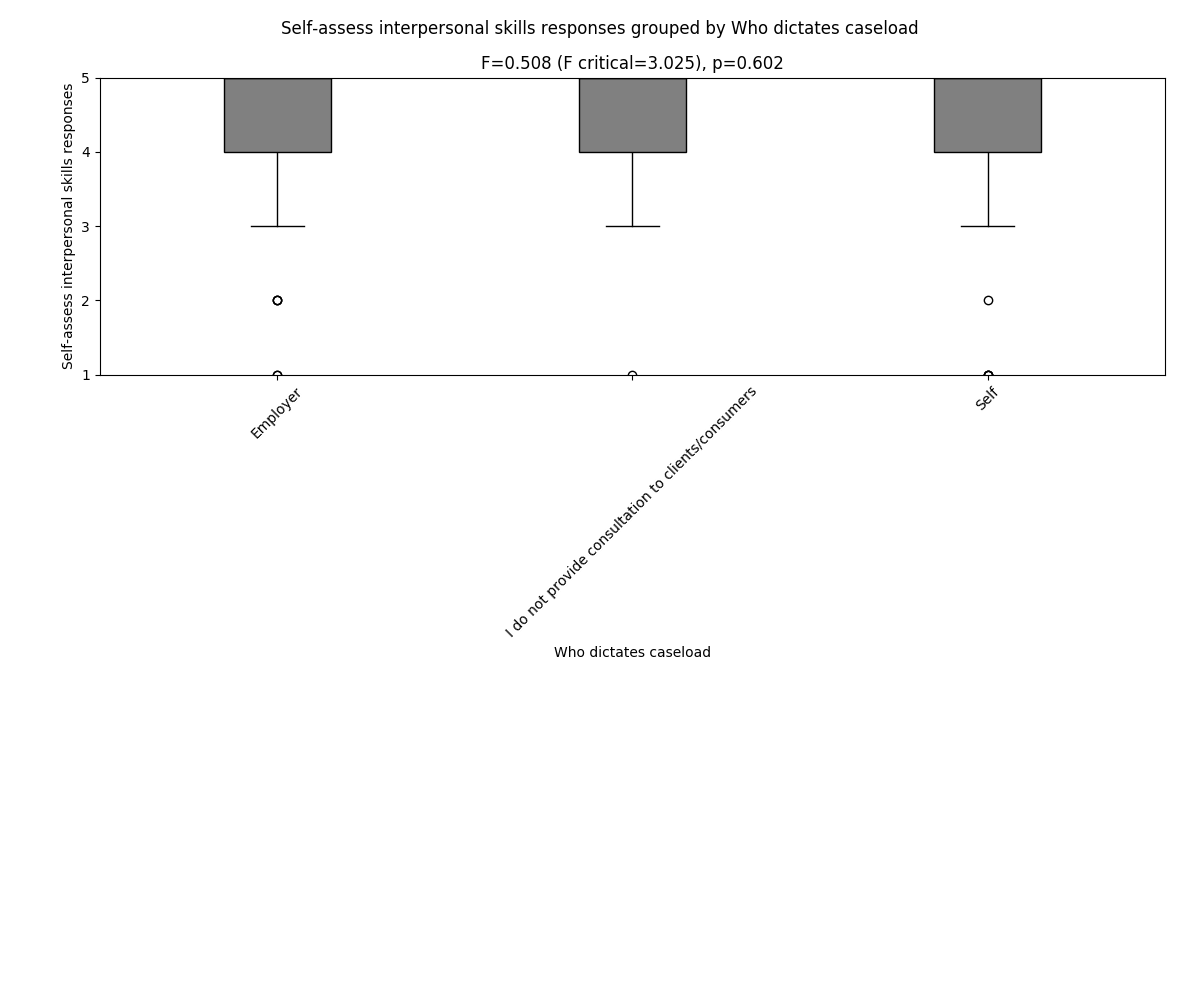 Self-assess interpersonal skills responses grouped by Who dictates caseload
F=0.508 (F critical=3.025), p=0.602
Self-assess interpersonal skills responses
5
4
3
2
1
Employer
I do not provide consultation to clients/consumers
Self
Who dictates caseload